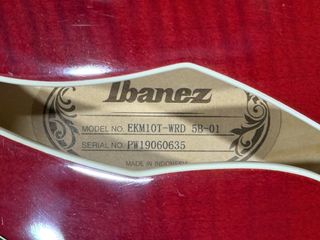 Ibanez
MODEL NO. EKM10T-WRD 5B-01
SERIAL NO. PW19060635
MADE IN INDONESIA